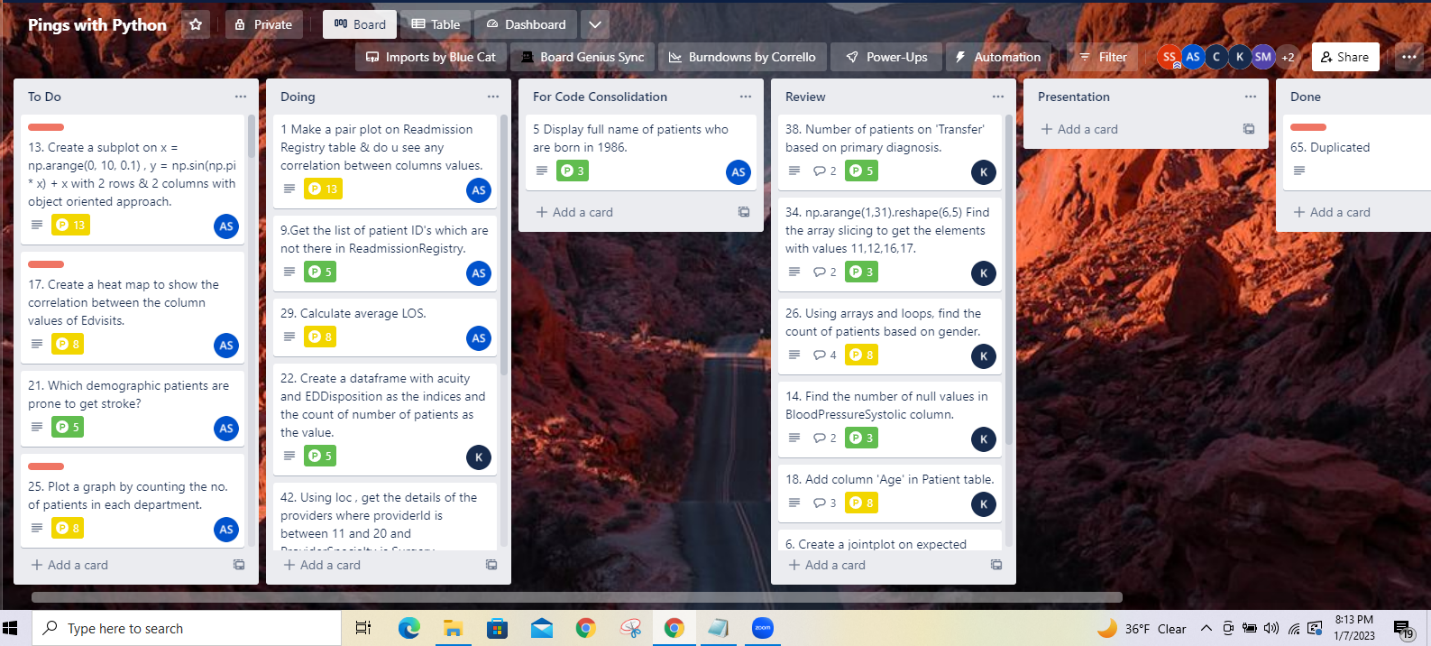 Pings with Python
Private
Board
Table
Dashboard
Imports by Blue Cat
Board Genius Sync
Burndowns by Corrello
Power-Ups
Automation
Filter
SS
AS
C
K
SM
+2
Share
To Do
13. Create a subplot on x =
np.arange(0, 10, 0.1) , y = np.sin(np.pi
* x) + x with 2 rows & 2 columns with
object oriented approach.
P 13
AS
17. Create a heat map to show the
correlation between the column
values of Edvisits.
P 8
AS
21. Which demographic patients are
prone to get stroke?
P 5
AS
25. Plot a graph by counting the no.
of patients in each department.
P 8
AS
+ Add a card
Doing
1 Make a pair plot on Readmission
Registry table & do u see any
correlation between columns values.
P 13
AS
9.Get the list of patient ID's which are
not there in ReadmissionRegistry.
P 5
AS
29. Calculate average LOS.
P 8
AS
22. Create a dataframe with acuity
and EDDisposition as the indices and
the count of number of patients as
the value.
P 5
K
42. Using loc , get the details of the
providers where providerId is
between 11 and 20 and
ProviderSpecialty is Surgery
+ Add a card
For Code Consolidation
5 Display full name of patients who
are born in 1986.
P 3
AS
+ Add a card
Review
38. Number of patients on 'Transfer'
based on primary diagnosis.
2
P 5
K
34. np.arange(1,31).reshape(6,5) Find
the array slicing to get the elements
with values 11,12,16,17.
2
P 3
K
26. Using arrays and loops, find the
count of patients based on gender.
4
P 8
K
14. Find the number of null values in
BloodPressureSystolic column.
2
P 3
K
18. Add column 'Age' in Patient table.
3
P 8
K
6. Create a jointplot on expected
+ Add a card
Presentation
+ Add a card
Done
65. Duplicated
+ Add a card
Type here to search
zoom
36°F Clear
8:13 PM
1/7/2023
19